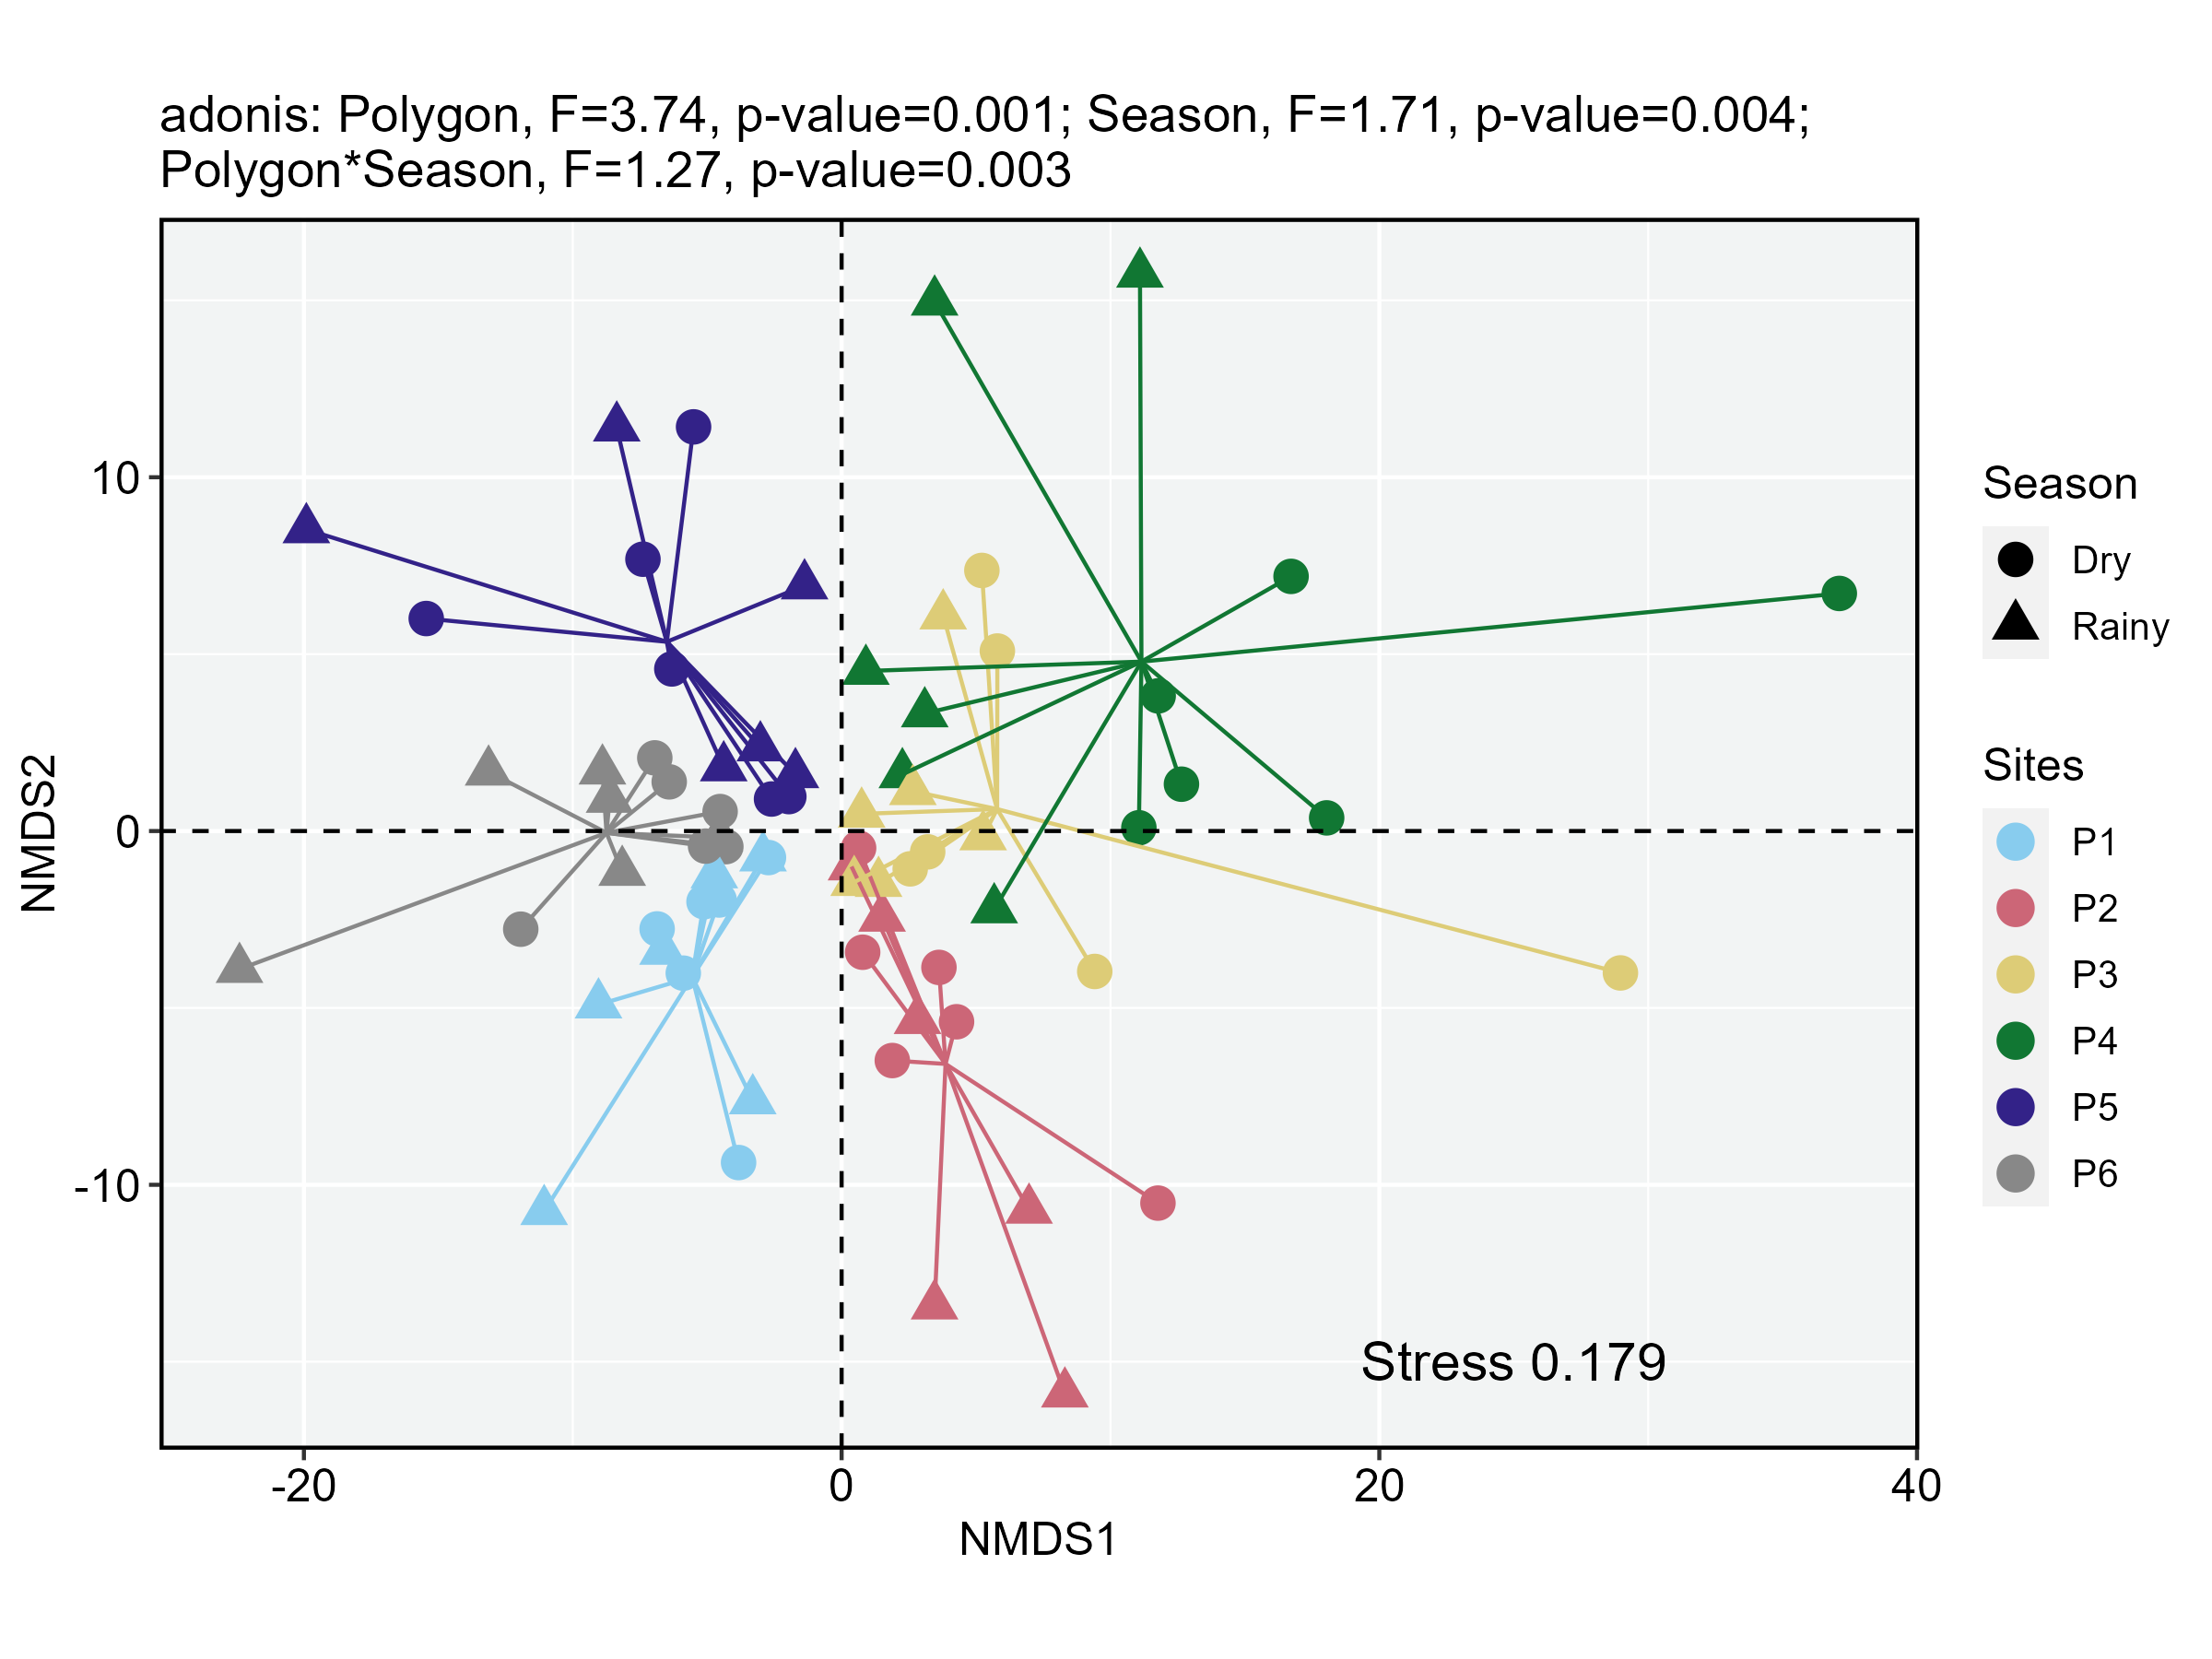 adonis: Polygon, F=3.74, p-value=0.001; Season, F=1.71, p-value=0.004;
Polygon*Season, F=1.27, p-value=0.003
10
0
-10
NMDS2
-20
0
20
40
NMDS1
Stress 0.179
Season
Dry
Rainy
Sites
P1
P2
P3
P4
P5
P6